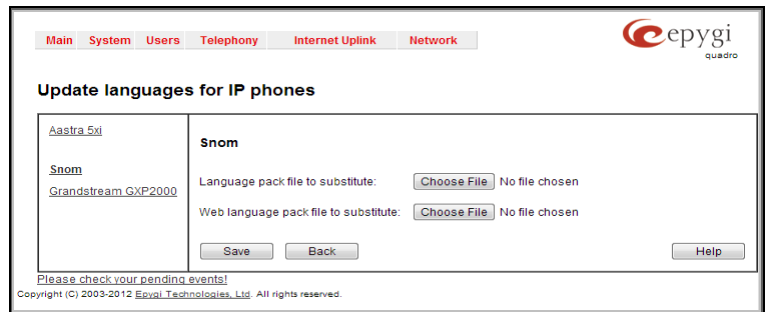 Main System Users Telephony Internet Uplink Network
epygi
quadro
Update languages for IP phones
Aastra 5xi
Snom
Grandstream GXP2000
Snom
Language pack file to substitute: Choose File No file chosen
Web language pack file to substitute: Choose File No file chosen
Save Back Help
Please check your pending events!
Copyright (C) 2003-2012 Epygi Technologies, Ltd. All rights reserved.